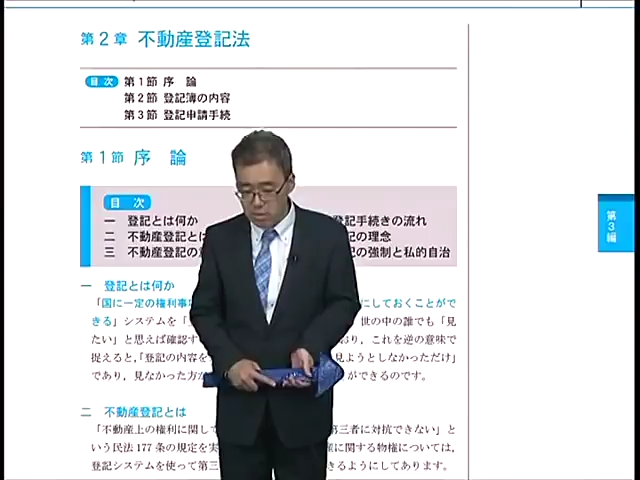 第2章 不動産登記法
目次 第1節 序 論
第2節 登記簿の内容
第3節 登記申請手続
第1節 序 論
目 次
一 登記とは何か 登記手続きの流れ
二 不動産登記とは 記の理念
三 不動産登記の意 記の強制と私的自治
一 登記とは何か
「国に一定の権利事 にしておくことがで
きる」システムを「 世の中の誰でも「見
たい」と思えば確認す おり，これを逆の意味で
捉えると，「登記の内容を 見ようとしなかっただけ」
であり，見なかった方が ができるのです。
二 不動産登記とは
「不動産上の権利に関して 第三者に対抗できない」と
いう民法177条の規定を実 産に関する物権については，
登記システムを使って第三 きるようにしてあります。
第3編